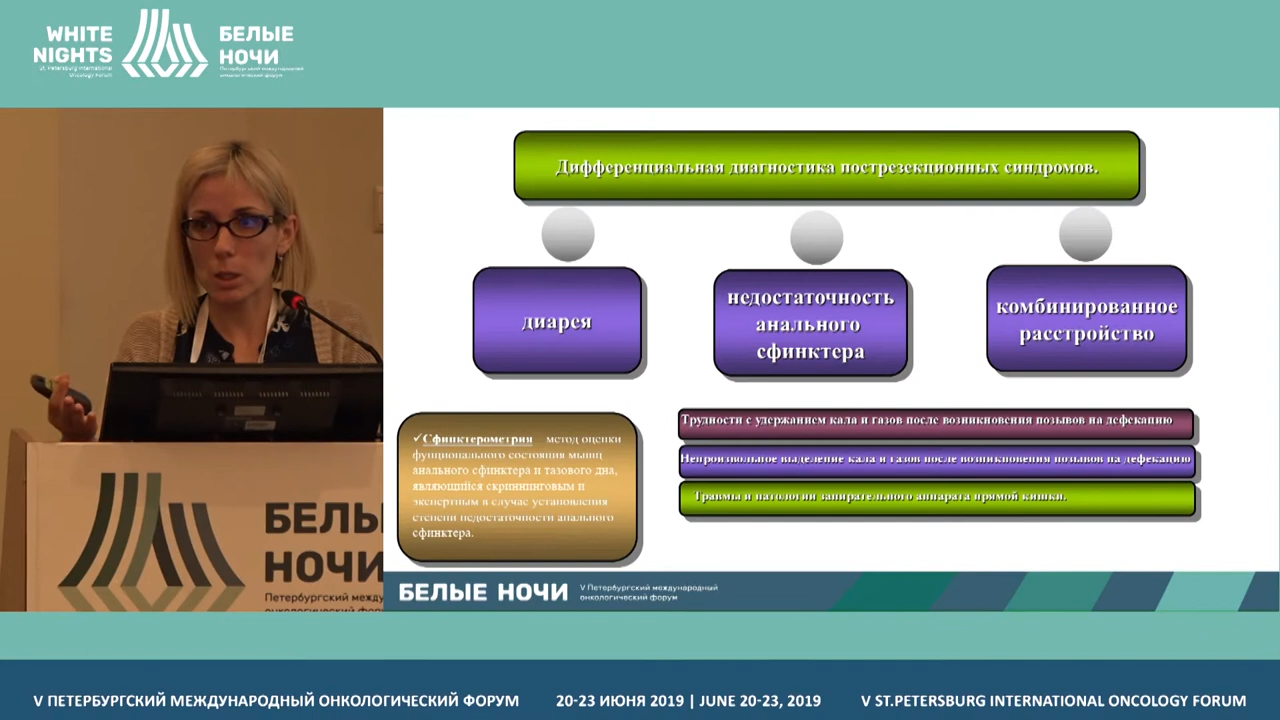 WHITE
NIGHTS
St. Petersburg International
Oncology Forum
БЕЛЫЕ
НОЧИ
Петербургский международный
онкологический форум
Дифференциальная диагностика пострезекционных синдромов.
диарея
недостаточность
анального
сфинктера
комбинированное
расстройство
✓Сфинктерометрия метод оценки
фунционального состояния мышц
анального сфинктера и тазового дна,
являющийся скриннинговым и
экспертным в случае установления
степени недостаточности анального
сфинктера.
Трудности с удержанием кала и газов после возникновения позывов на дефекацию
Непроизвольное выделение кала и газов после возникновения позывов на дефекацию
Травмы и патологии запирательного аппарата прямой кишки.
БЕЛЫ
НОЧИ
Петербургский между
онкологический фору
БЕЛЫЕ НОЧИ
V Петербургский международный
онкологический форум
V ПЕТЕРБУРГСКИЙ МЕЖДУНАРОДНЫЙ ОНКОЛОГИЧЕСКИЙ ФОРУМ 20-23 ИЮНЯ 2019 | JUNE 20-23, 2019 V ST.PETERSBURG INTERNATIONAL ONCOLOGY FORUM